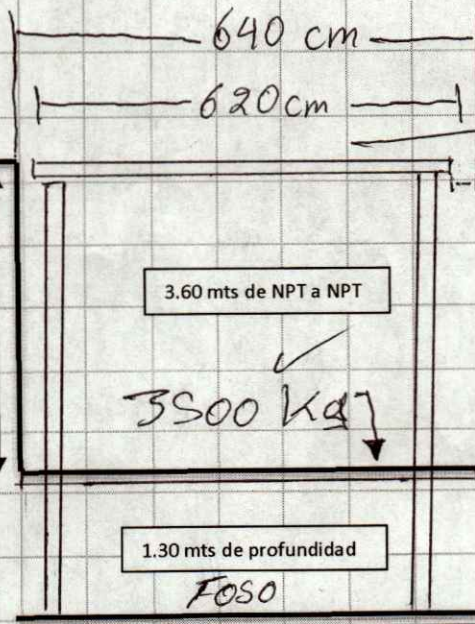 640 cm
620 cm
3.60 mts de NPT a NPT
3500 Kg
1.30 mts de profundidad
FOSO